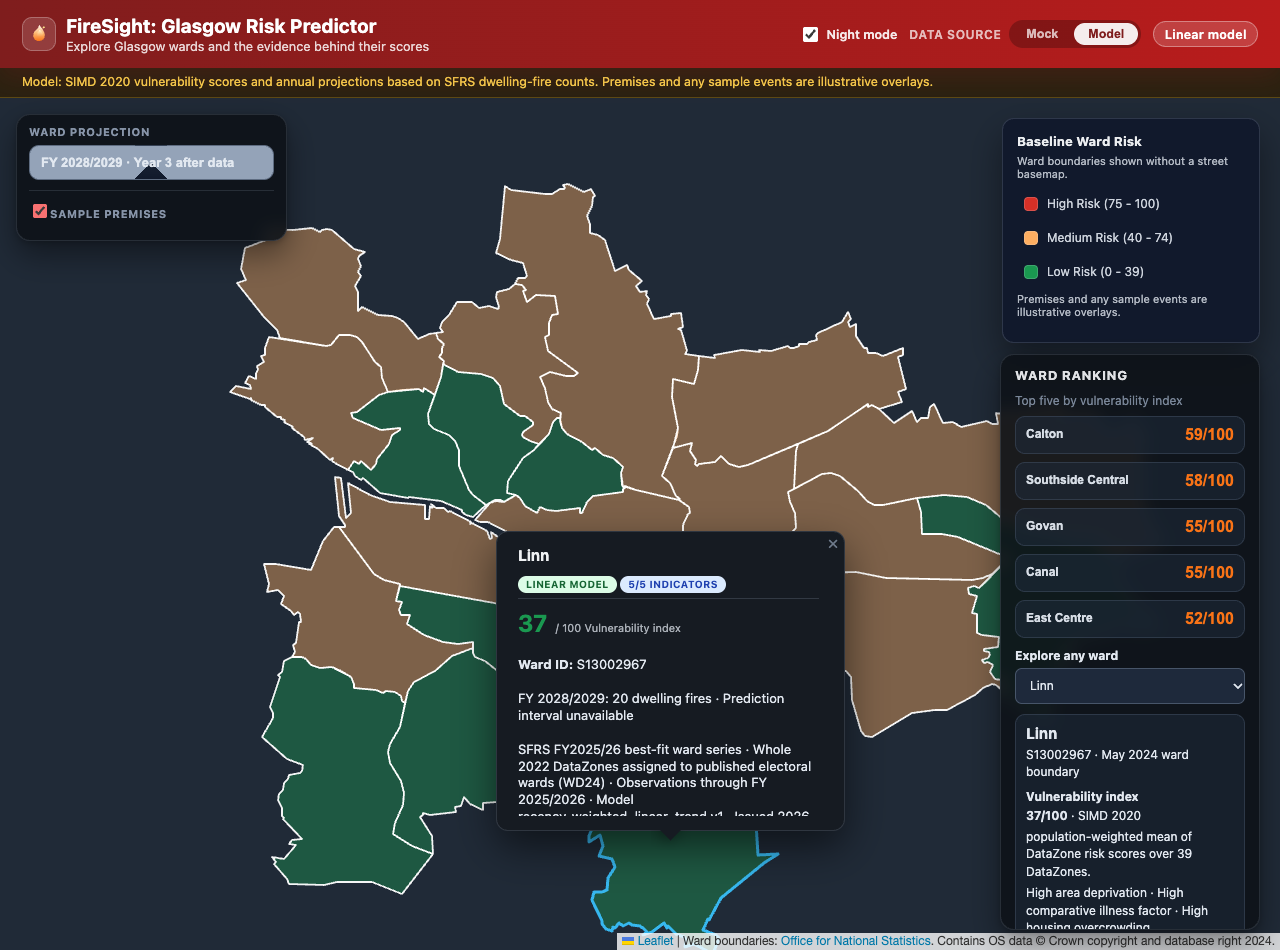 FireSight: Glasgow Risk Predictor
Explore Glasgow wards and the evidence behind their scores
Night mode
DATA SOURCE
Mock
Model
Linear model
Model: SIMD 2020 vulnerability scores and annual projections based on SFRS dwelling-fire counts. Premises and any sample events are illustrative overlays.
WARD PROJECTION
FY 2028/2029 · Year 3 after data
SAMPLE PREMISES
Baseline Ward Risk
Ward boundaries shown without a street
basemap.
High Risk (75 - 100)
Medium Risk (40 - 74)
Low Risk (0 - 39)
Premises and any sample events are
illustrative overlays.
WARD RANKING
Top five by vulnerability index
Calton 59/100
Southside Central 58/100
Govan 55/100
Canal 55/100
East Centre 52/100
Explore any ward
Linn
Linn
S13002967 · May 2024 ward
boundary
Vulnerability index
37/100 · SIMD 2020
population-weighted mean of
DataZone risk scores over 39
DataZones.
High area deprivation · High
comparative illness factor · High
housing overcrowding
Linn
×
LINEAR MODEL
5/5 INDICATORS
37 / 100 Vulnerability index
Ward ID: S13002967
FY 2028/2029: 20 dwelling fires · Prediction
interval unavailable
SFRS FY2025/26 best-fit ward series · Whole
2022 DataZones assigned to published electoral
wards (WD24) · Observations through FY
2025/2026 · Model
recency_weighted_linear_trend_v1 · Issued 2026
Leaflet | Ward boundaries: Office for National Statistics. Contains OS data © Crown copyright and database right 2024.